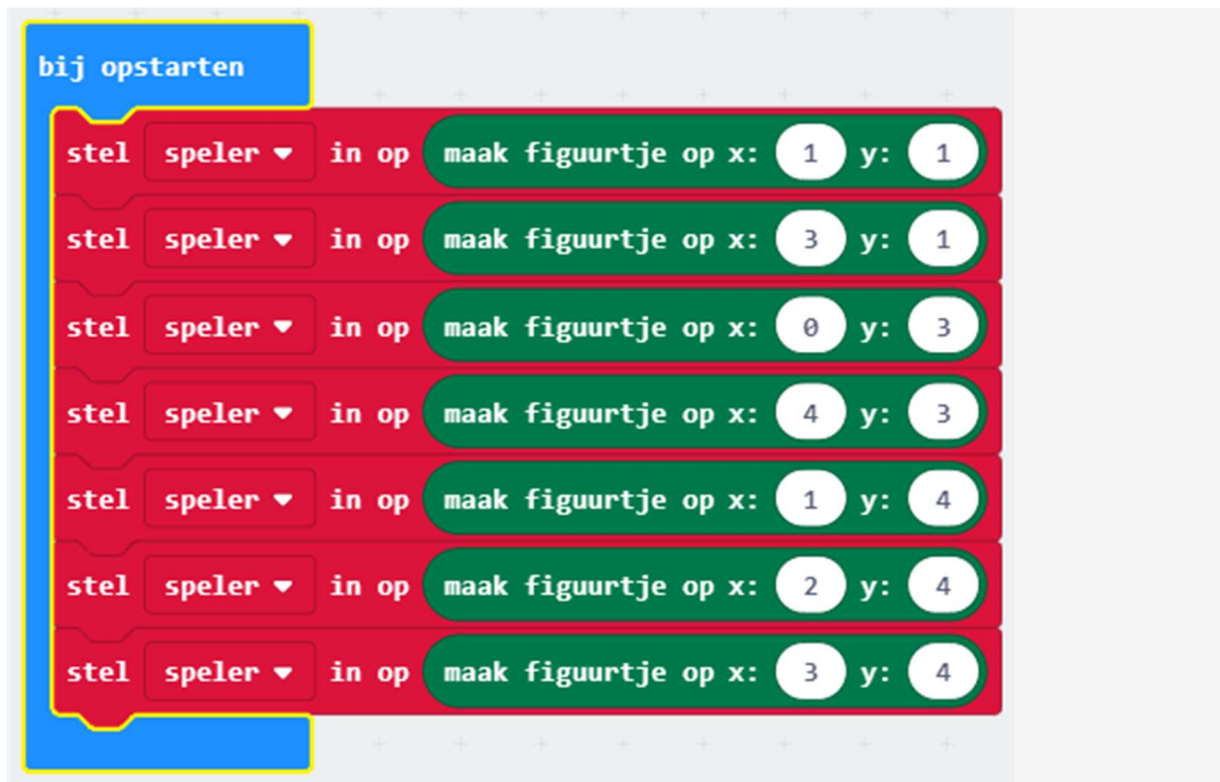 bij opstarten
stel speler in op maak figuurtje op x: 1 y: 1
stel speler in op maak figuurtje op x: 3 y: 1
stel speler in op maak figuurtje op x: 0 y: 3
stel speler in op maak figuurtje op x: 4 y: 3
stel speler in op maak figuurtje op x: 1 y: 4
stel speler in op maak figuurtje op x: 2 y: 4
stel speler in op maak figuurtje op x: 3 y: 4